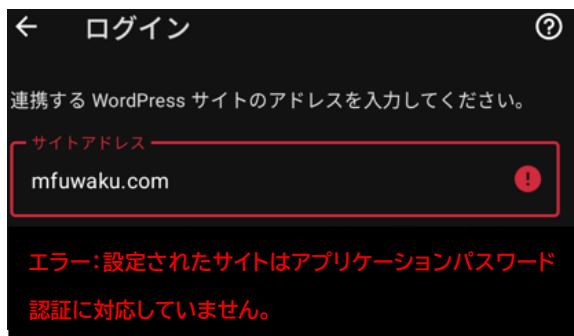 ログイン
連携する WordPress サイトのアドレスを入力してください。
サイトアドレス
mfuwaku.com
エラー：設定されたサイトはアプリケーションパスワード
認証に対応していません。